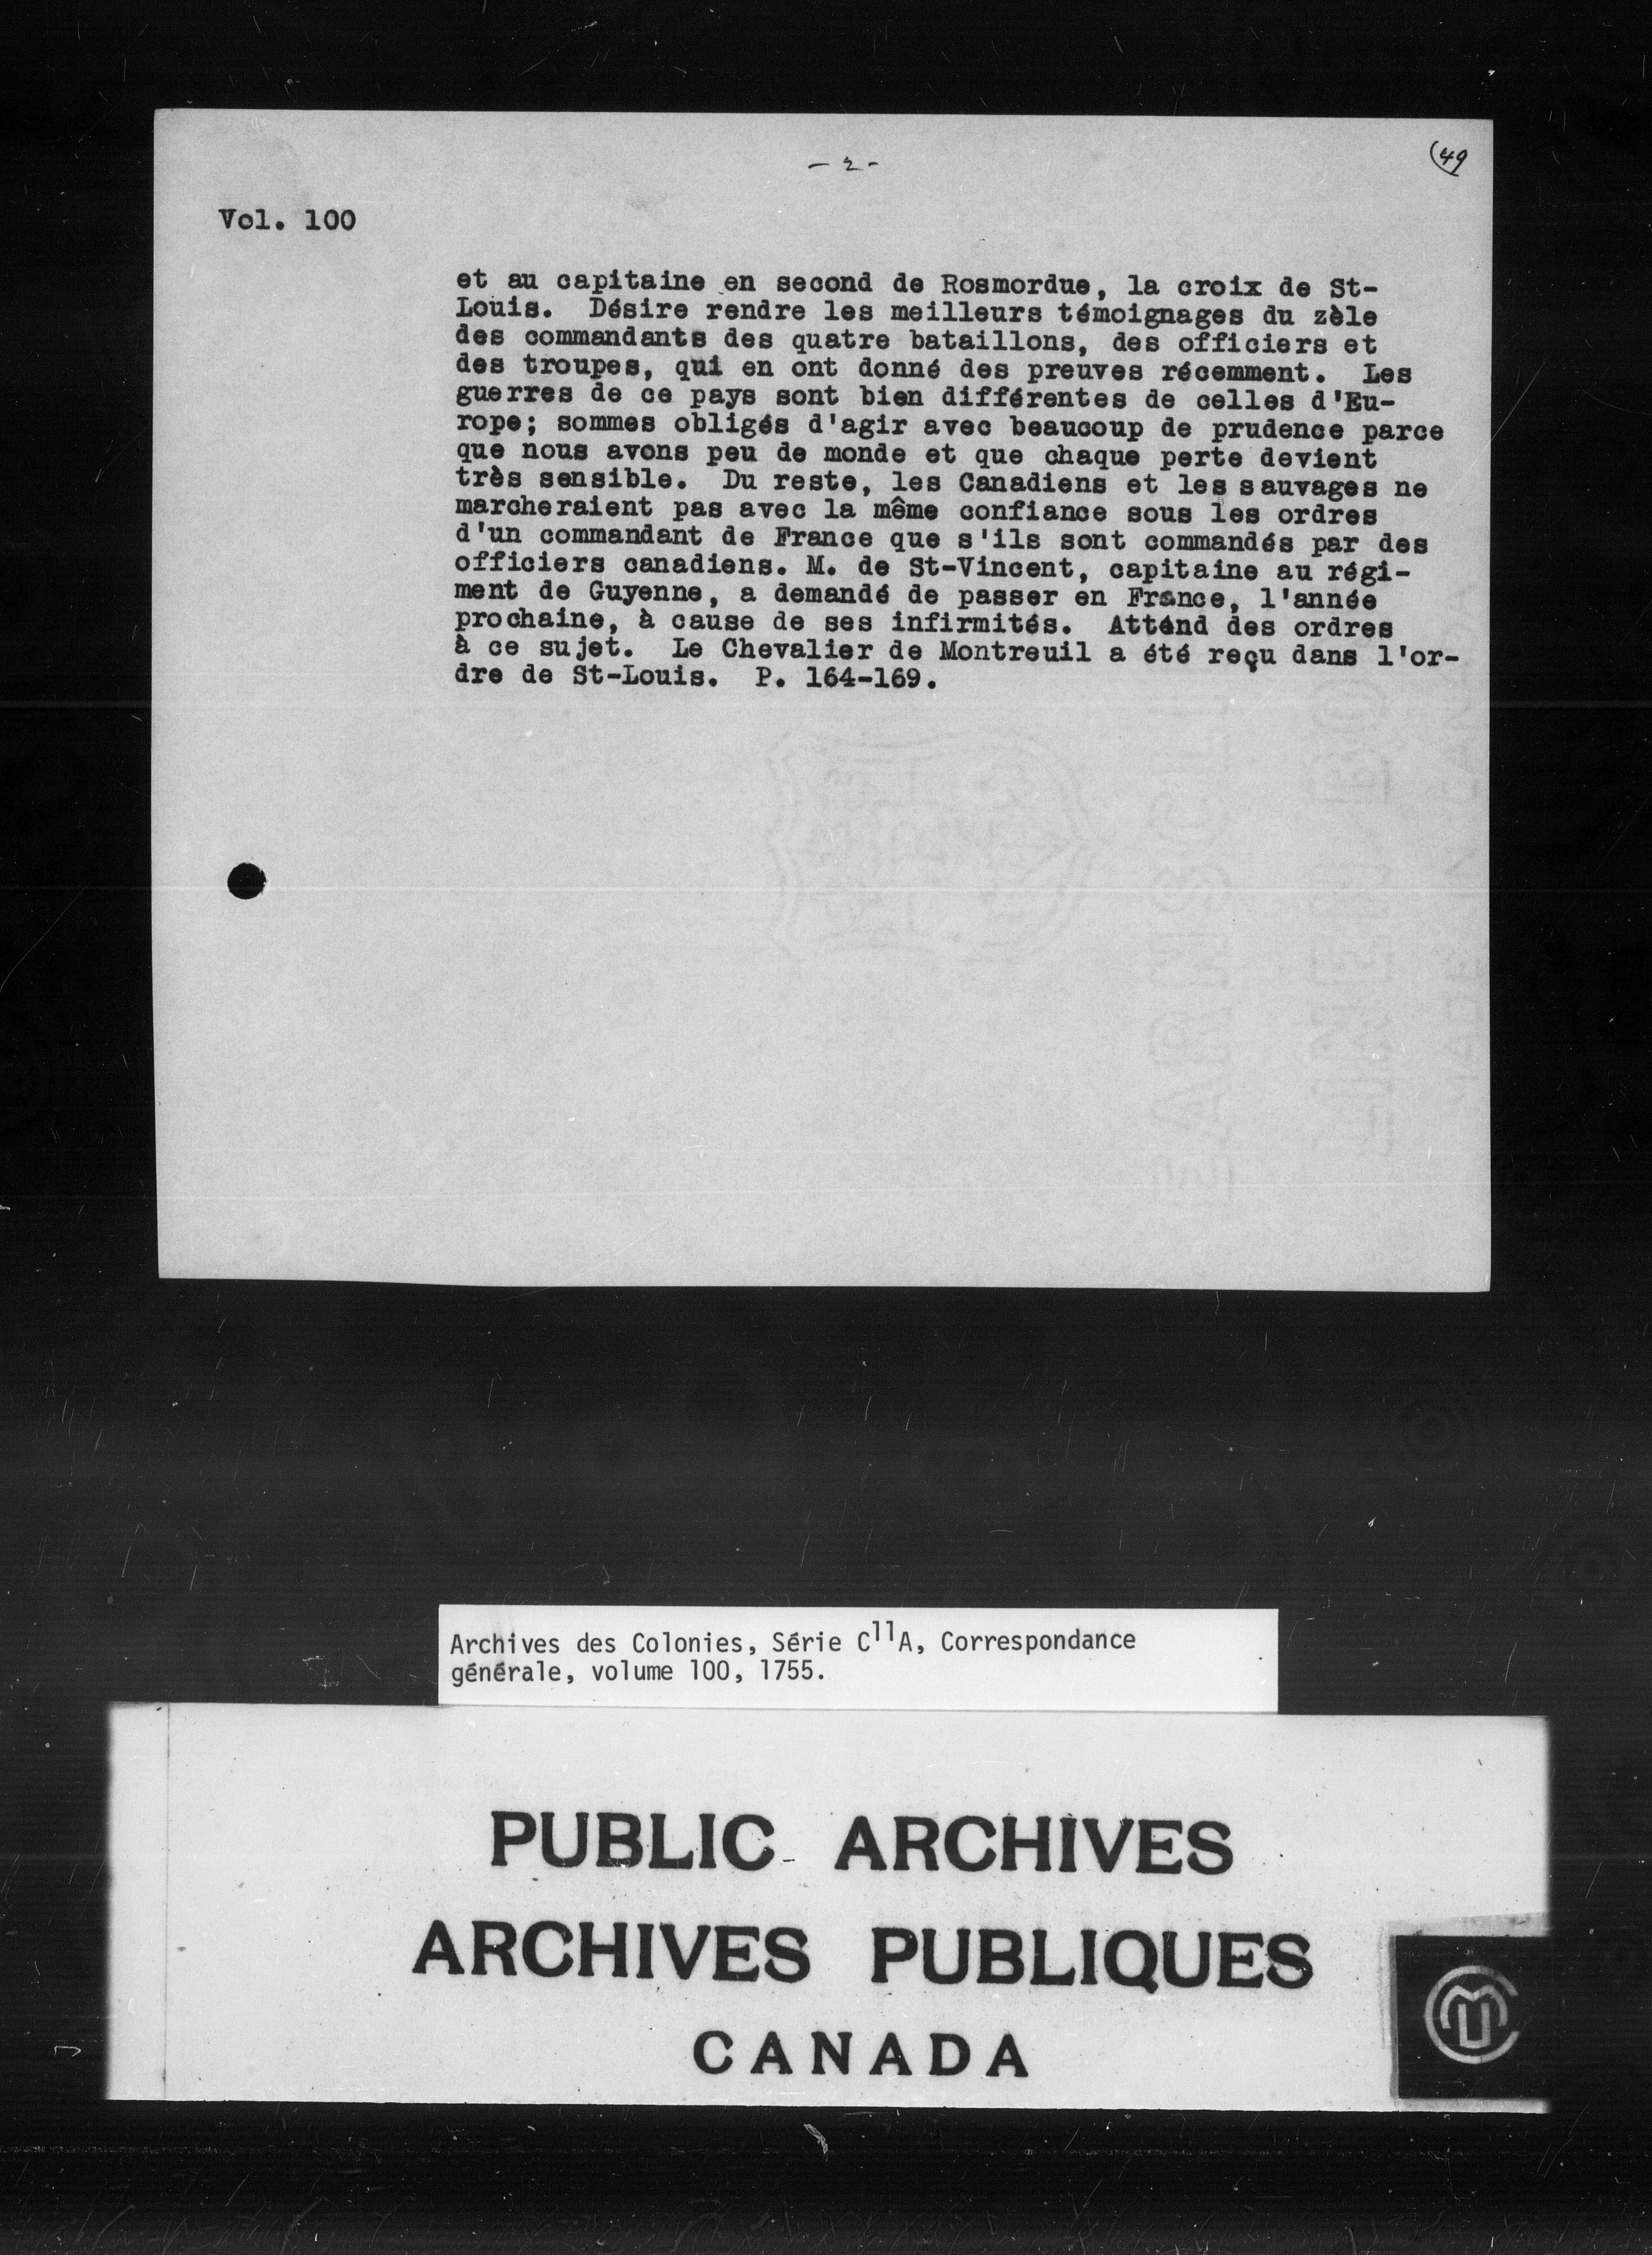 - 2 -
(49
Vol. 100
et au capitaine en second de Rosmordue, la croix de St-
Louis. Désire rendre les meilleurs témoignages du zèle
des commandants des quatre bataillons, des officiers et
des troupes, qui en ont donné des preuves récemment. Les
guerres de ce pays sont bien différentes de celles d'Eu-
rope; sommes obligés d'agir avec beaucoup de prudence parce
que nous avons peu de monde et que chaque perte devient
très sensible. Du reste, les Canadiens et les sauvages ne
marcheraient pas avec la même confiance sous les ordres
d'un commandant de France que s'ils sont commandés par des
officiers canadiens. M. de St-Vincent, capitaine au régi-
ment de Guyenne, a demandé de passer en France, l'année
prochaine, à cause de ses infirmités. Attend des ordres
à ce sujet. Le Chevalier de Montreuil a été reçu dans l'or-
dre de St-Louis. P. 164-169.
Archives des Colonies, Série C11A, Correspondance
générale, volume 100, 1755.
PUBLIC ARCHIVES
ARCHIVES PUBLIQUES
CANADA